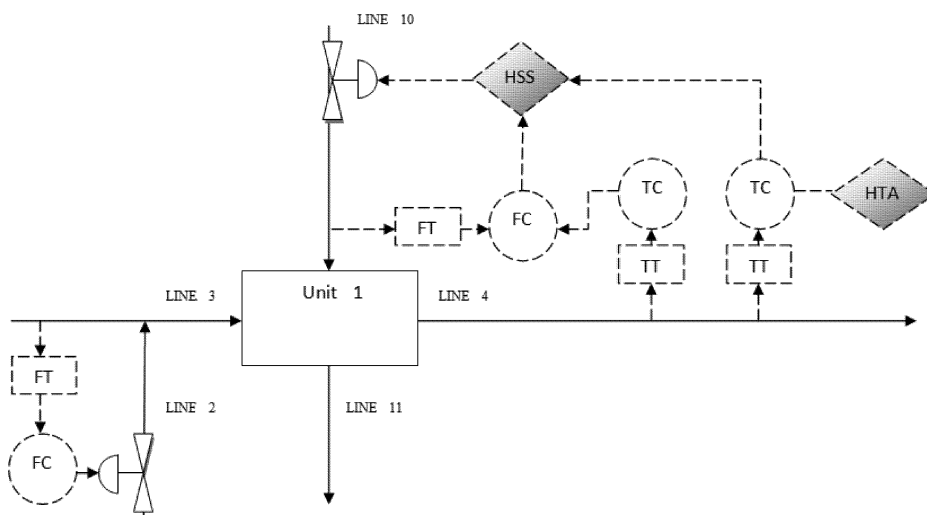 LINE 10
HSS
TC
TC
HTA
FT
FC
TT
TT
Unit 1
LINE 3
LINE 4
FT
LINE 2
LINE 11
FC